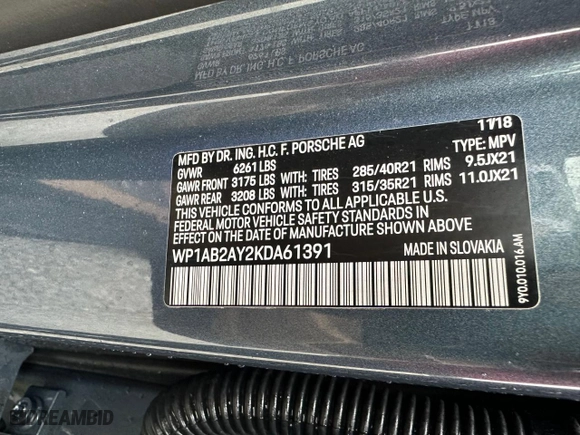 11/18
MFD BY DR. ING. H.C. F. PORSCHE AG TYPE: MPV
GVWR 6261 LBS
GAWR FRONT 3175 LBS WITH: TIRES 285/40R21 RIMS 9.5JX21
GAWR REAR 3208 LBS WITH: TIRES 315/35R21 RIMS 11.0JX21
THIS VEHICLE CONFORMS TO ALL APPLICABLE U.S.
FEDERAL MOTOR VEHICLE SAFETY STANDARDS IN
EFFECT ON THE DATE OF MANUFACTURE SHOWN ABOVE
WP1AB2AY2KDA61391 MADE IN SLOVAKIA
9Y0.010.016.AM
DREAMBID